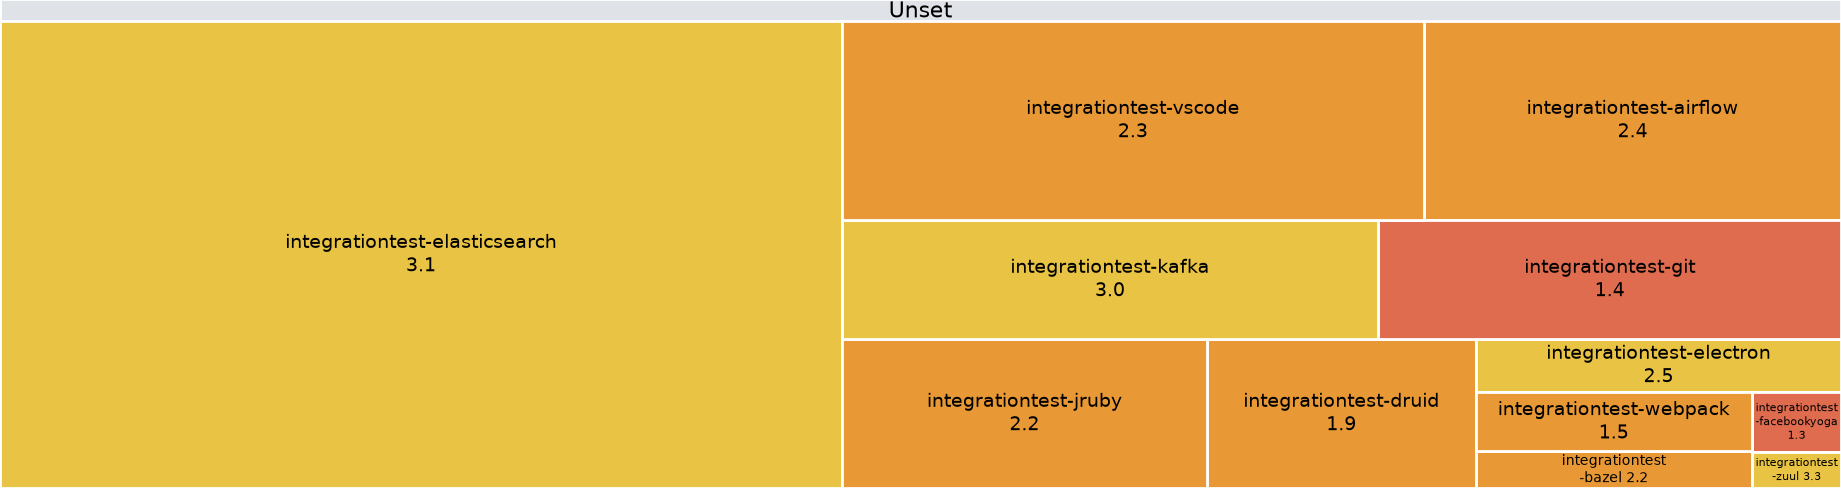 Unset
integrationtest-elasticsearch
3.1
integrationtest-vscode
2.3
integrationtest-airflow
2.4
integrationtest-kafka
3.0
integrationtest-git
1.4
integrationtest-jruby
2.2
integrationtest-druid
1.9
integrationtest-electron
2.5
integrationtest-webpack
1.5
integrationtest
-facebookyoga
1.3
integrationtest
-bazel 2.2
integrationtest
-zuul 3.3